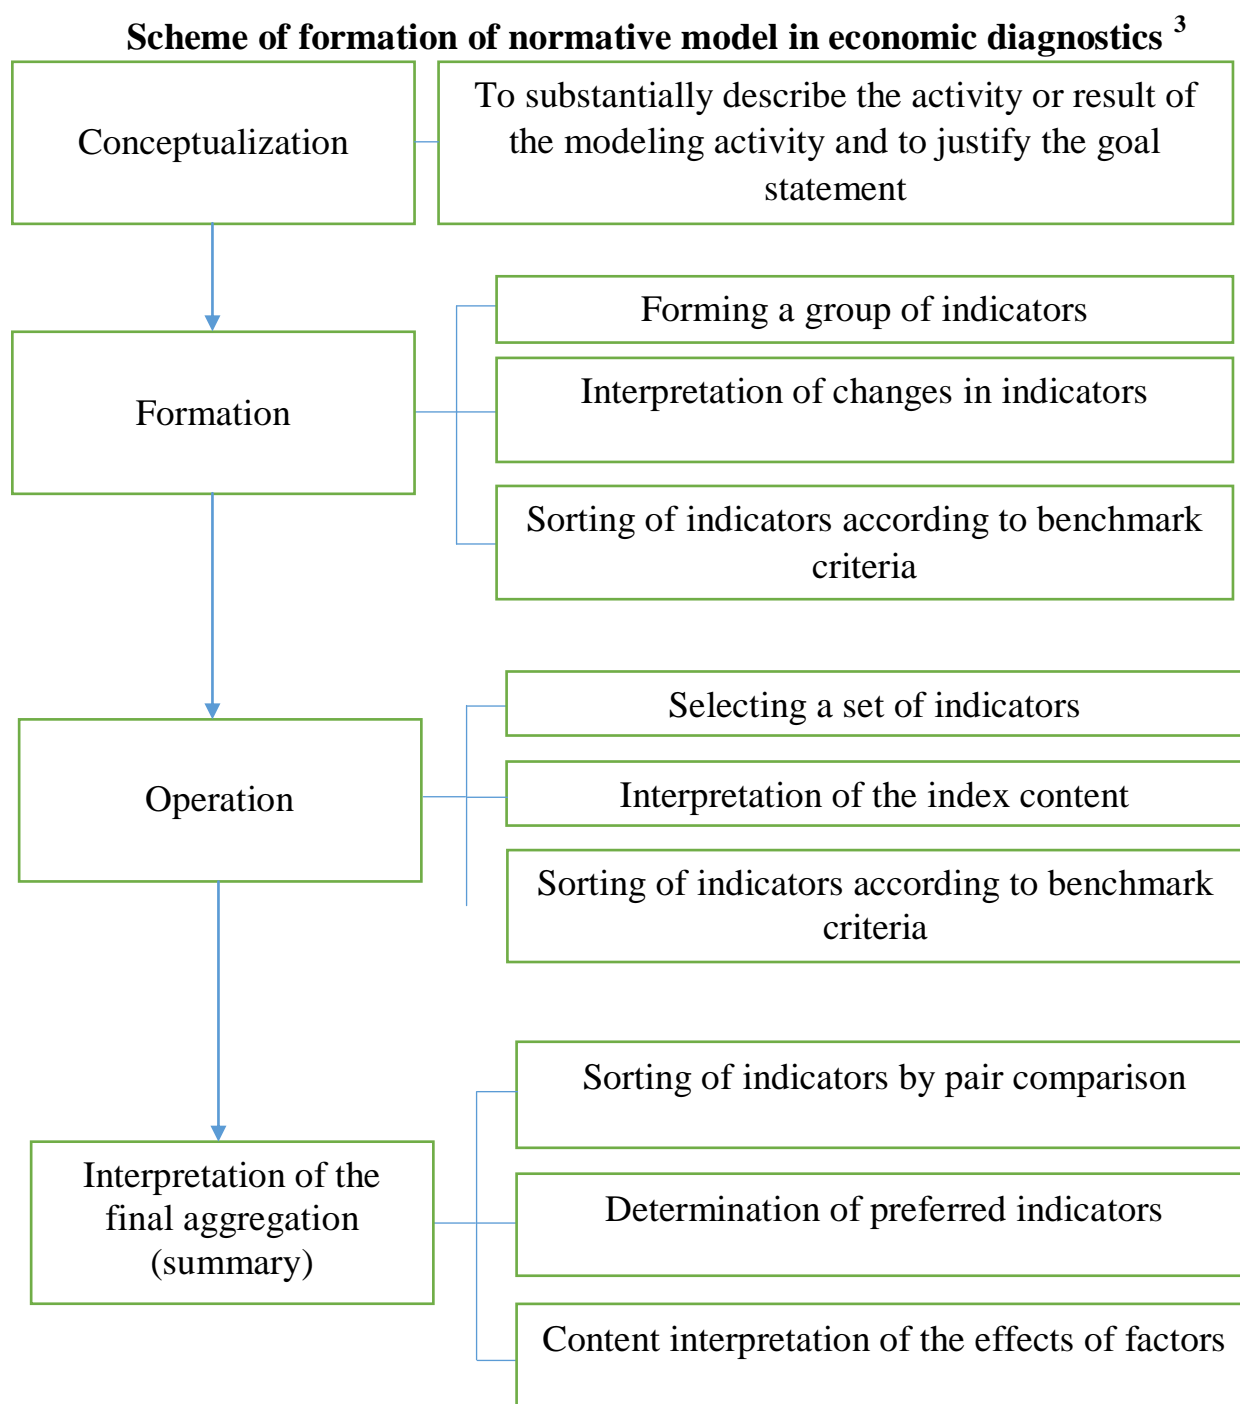 Scheme of formation of normative model in economic diagnostics ³
Conceptualization
To substantially describe the activity or result of
the modeling activity and to justify the goal
statement
Formation
Forming a group of indicators
Interpretation of changes in indicators
Sorting of indicators according to benchmark
criteria
Operation
Selecting a set of indicators
Interpretation of the index content
Sorting of indicators according to benchmark
criteria
Interpretation of the
final aggregation
(summary)
Sorting of indicators by pair comparison
Determination of preferred indicators
Content interpretation of the effects of factors